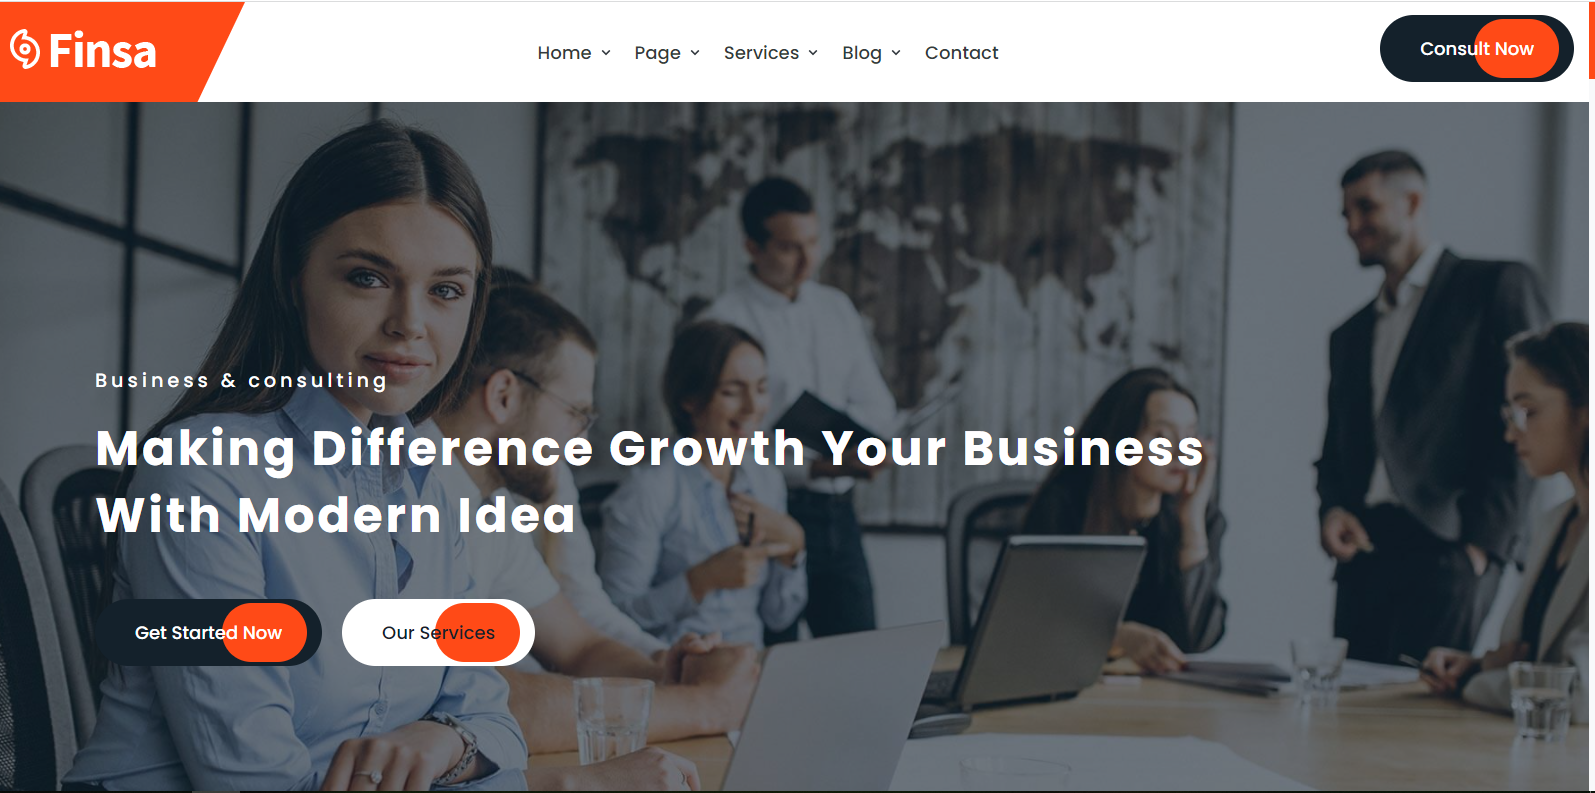 Finsa
Home Page Services Blog Contact
Consult Now
Business & consulting
Making Difference Growth Your Business
With Modern Idea
Get Started Now
Our Services